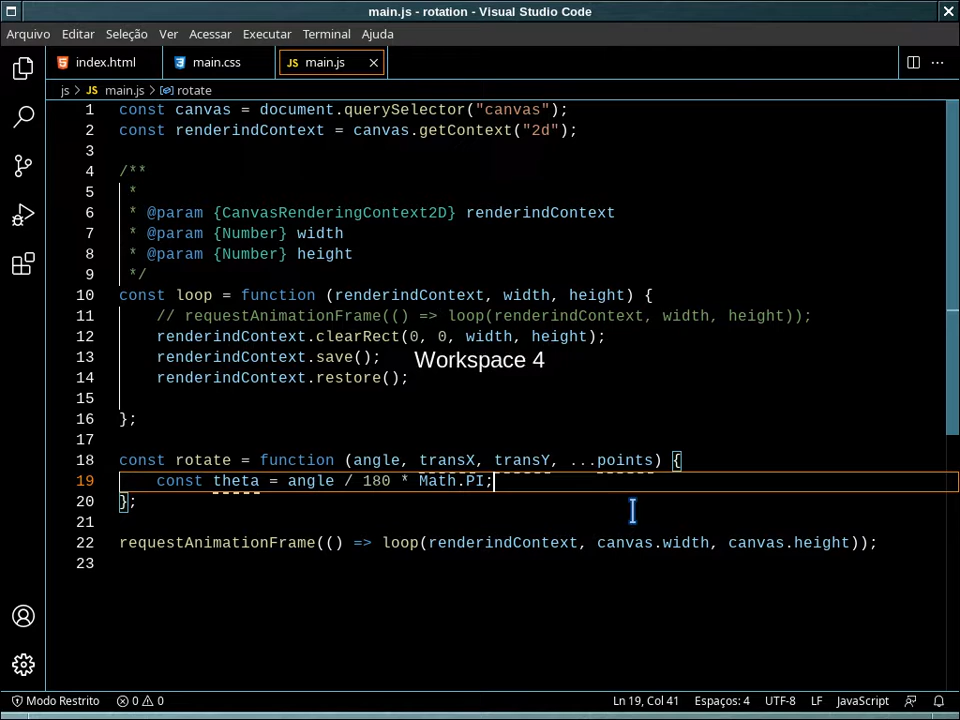 main.js - rotation - Visual Studio Code
Arquivo Editar Seleção Ver Acessar Executar Terminal Ajuda
index.html main.css JS main.js
js > JS main.js > rotate
1 const canvas = document.querySelector("canvas");
2 const renderindContext = canvas.getContext("2d");
3
4 /**
5 *
6 * @param {CanvasRenderingContext2D} renderindContext
7 * @param {Number} width
8 * @param {Number} height
9 */
10 const loop = function (renderindContext, width, height) {
11 // requestAnimationFrame(() => loop(renderindContext, width, height));
12 renderindContext.clearRect(0, 0, width, height);
13 renderindContext.save();
Workspace 4
14 renderindContext.restore();
15
16 };
17
18 const rotate = function (angle, transX, transY, ...points) {
19 const theta = angle / 180 * Math.PI;
20 };
21
22 requestAnimationFrame(() => loop(renderindContext, canvas.width, canvas.height));
23
Modo Restrito 0 0 Ln 19, Col 41 Espaços: 4 UTF-8 LF JavaScript